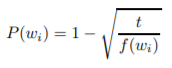 P(w_i) = 1 - \sqrt{\frac{t}{f(w_i)}}